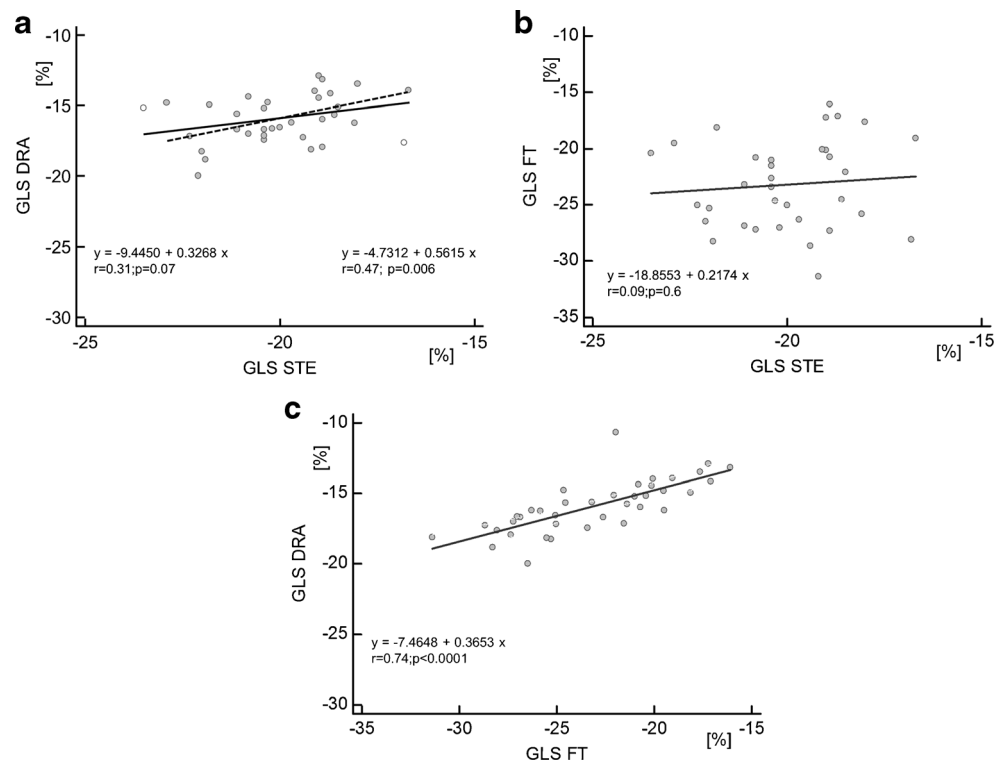 a
-10
-15
-20
-25
-30
[%]
GLS DRA
y = -9.4450 + 0.3268 x
r=0.31;p=0.07
y = -4.7312 + 0.5615 x
r=0.47; p=0.006
-25
-20
-15
[%]
GLS STE
b
-10
-15
-20
-25
-30
-35
[%]
GLS FT
y = -18.8553 + 0.2174 x
r=0.09;p=0.6
-25
-20
-15
[%]
GLS STE
c
-10
-15
-20
-25
-30
[%]
GLS DRA
y = -7.4648 + 0.3653 x
r=0.74;p<0.0001
-35
-30
-25
-20
-15
[%]
GLS FT